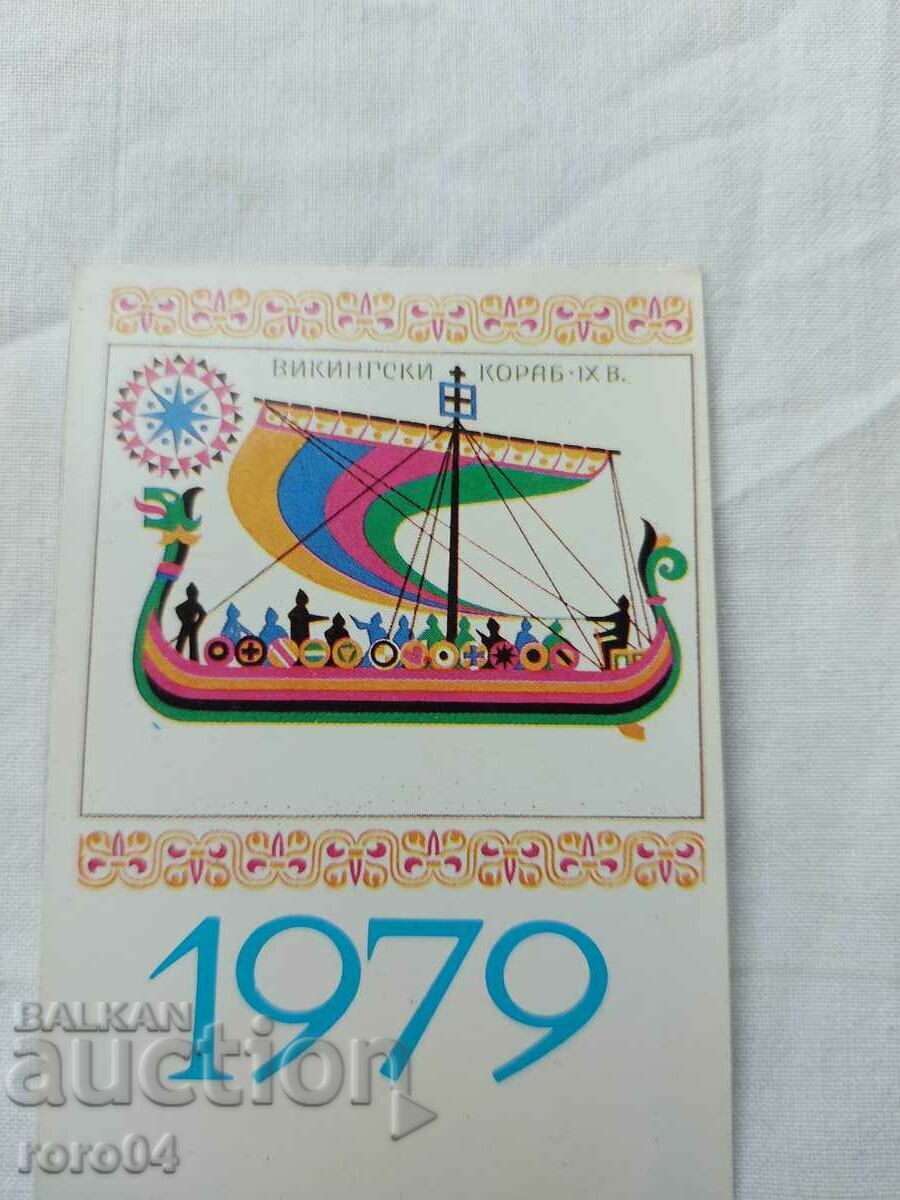 ВИКИНГСКИ КОРАБ · IX В.
1979
BALKAN
auction
roro04